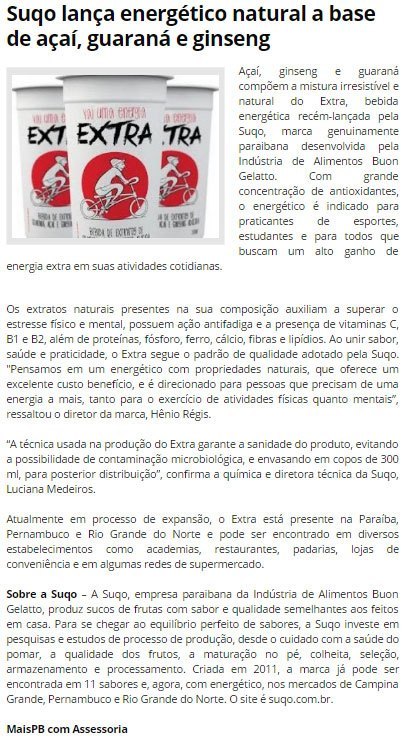 Suqo lança energético natural a base
de açaí, guaraná e ginseng
VAI UMA ENERGIA
EXTRA
EXTRA
EXTRA
BEBIDA DE EXTRATOS DE
Açaí, ginseng e guaraná
compõem a mistura irresistível e
natural do Extra, bebida
energética recém-lançada pela
Suqo, marca genuinamente
paraibana desenvolvida pela
Indústria de Alimentos Buon
Gelatto. Com grande
concentração de antioxidantes,
o energético é indicado para
praticantes de esportes,
estudantes e para todos que
buscam um alto ganho de
energia extra em suas atividades cotidianas.
Os extratos naturais presentes na sua composição auxiliam a superar o
estresse físico e mental, possuem ação antifadiga e a presença de vitaminas C,
B1 e B2, além de proteínas, fósforo, ferro, cálcio, fibras e lipídios. Ao unir sabor,
saúde e praticidade, o Extra segue o padrão de qualidade adotado pela Suqo.
"Pensamos em um energético com propriedades naturais, que oferece um
excelente custo benefício, e é direcionado para pessoas que precisam de uma
energia a mais, tanto para o exercício de atividades físicas quanto mentais”,
ressaltou o diretor da marca, Hênio Régis.
“A técnica usada na produção do Extra garante a sanidade do produto, evitando
a possibilidade de contaminação microbiológica, e envasando em copos de 300
ml, para posterior distribuição”, confirma a química e diretora técnica da Suqo,
Luciana Medeiros.
Atualmente em processo de expansão, o Extra está presente na Paraíba,
Pernambuco e Rio Grande do Norte e pode ser encontrado em diversos
estabelecimentos como academias, restaurantes, padarias, lojas de
conveniência e em algumas redes de supermercado.
Sobre a Suqo – A Suqo, empresa paraibana da Indústria de Alimentos Buon
Gelatto, produz sucos de frutas com sabor e qualidade semelhantes aos feitos
em casa. Para se chegar ao equilíbrio perfeito de sabores, a Suqo investe em
pesquisas e estudos de processo de produção, desde o cuidado com a saúde do
pomar, a qualidade dos frutos, a maturação no pé, colheita, seleção,
armazenamento e processamento. Criada em 2011, a marca já pode ser
encontrada em 11 sabores e, agora, com energético, nos mercados de Campina
Grande, Pernambuco e Rio Grande do Norte. O site é suqo.com.br.
MaisPB com Assessoria